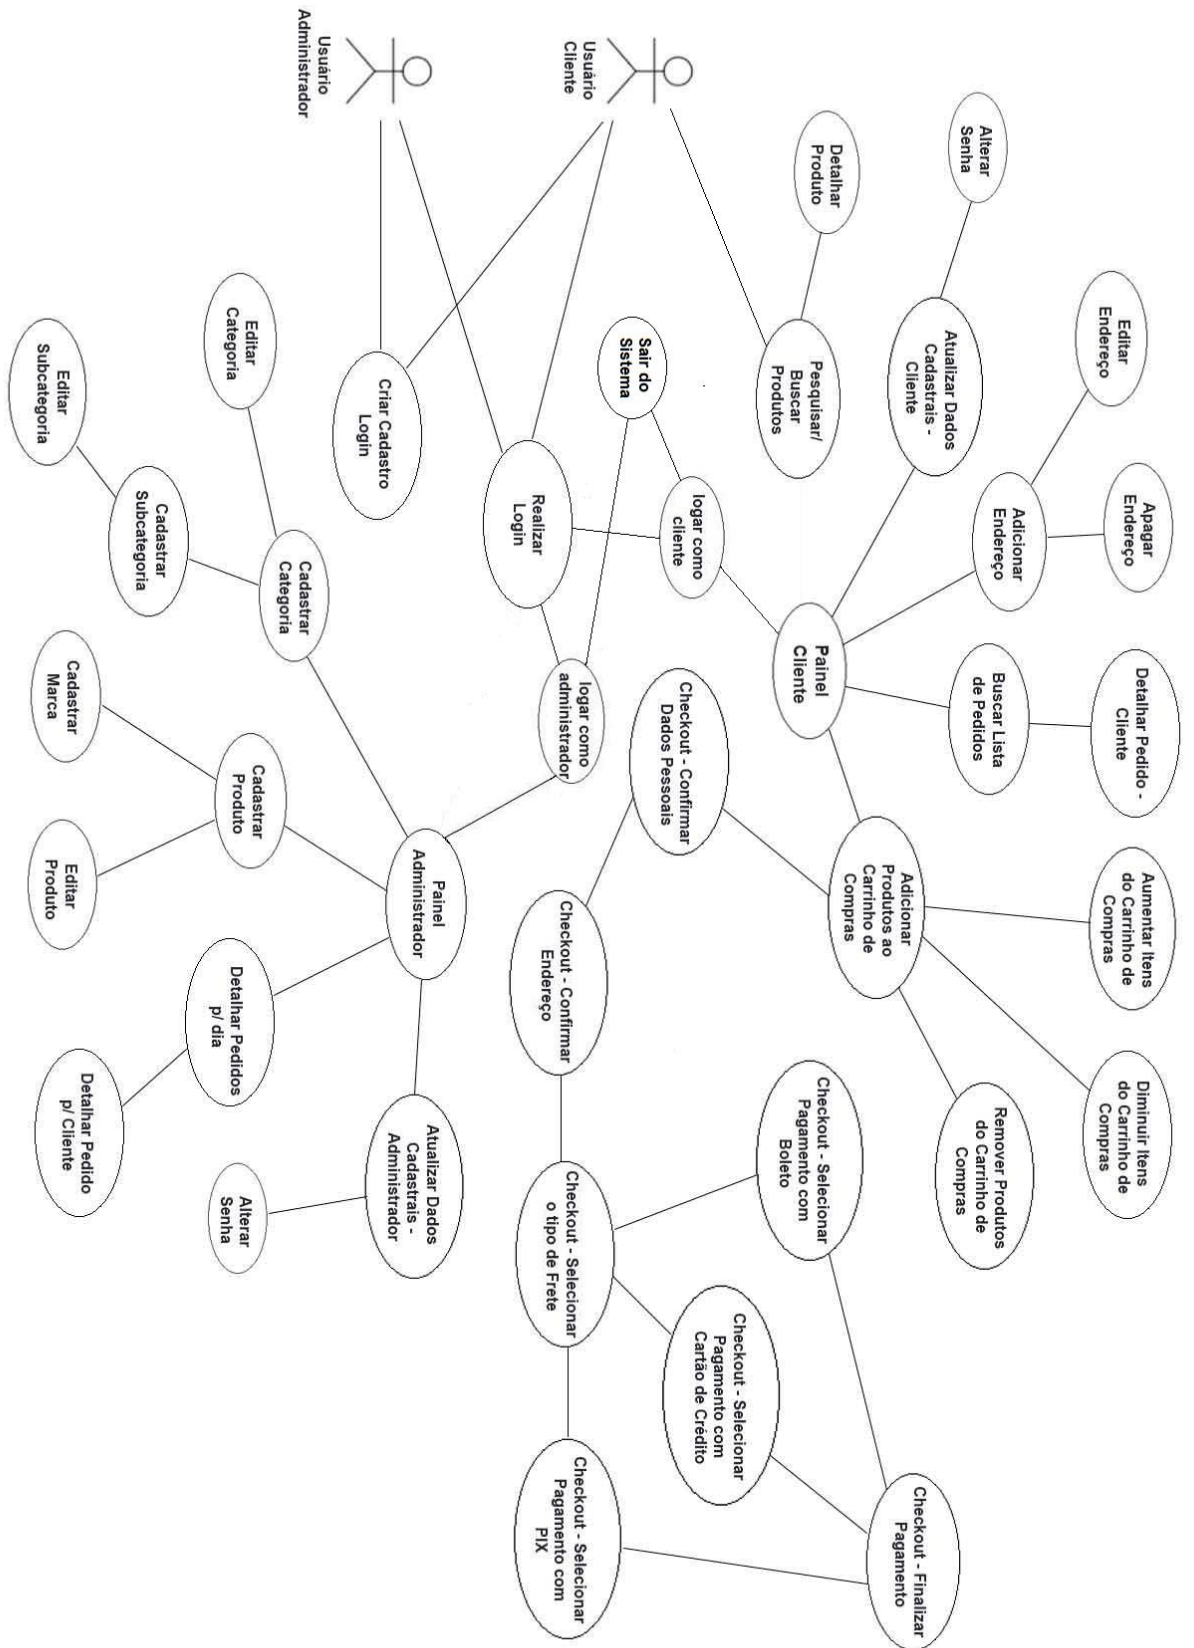 Alterar
Senha
Editar
Endereço
Apagar
Endereço
Detalhar Pedido -
Cliente
Aumentar Itens
do Carrinho de
Compras
Diminuir Itens
do Carrinho de
Compras
Detalhar
Produto
Atualizar Dados
Cadastrais -
Cliente
Adicionar
Endereço
Buscar Lista
de Pedidos
Remover Produtos
do Carrinho de
Compras
Pesquisar/
Buscar
Produtos
Painel
Cliente
Adicionar
Produtos ao
Carrinho de
Compras
Checkout - Selecionar
Pagamento com
Boleto
Checkout - Finalizar
Pagamento
Usuário
Cliente
Sair do
Sistema
logar como
cliente
Checkout - Confirmar
Dados Pessoais
Checkout - Selecionar
Pagamento com
Cartão de Crédito
Realizar
Login
logar como
administrador
Checkout - Confirmar
Endereço
Checkout - Selecionar
o tipo de Frete
Checkout - Selecionar
Pagamento com
PIX
Usuário
Administrador
Criar Cadastro
Login
Painel
Administrador
Atualizar Dados
Cadastrais -
Administrador
Editar
Categoria
Cadastrar
Categoria
Cadastrar
Produto
Detalhar Pedidos
p/ dia
Alterar
Senha
Editar
Subcategoria
Cadastrar
Subcategoria
Cadastrar
Marca
Editar
Produto
Detalhar Pedido
p/ Cliente